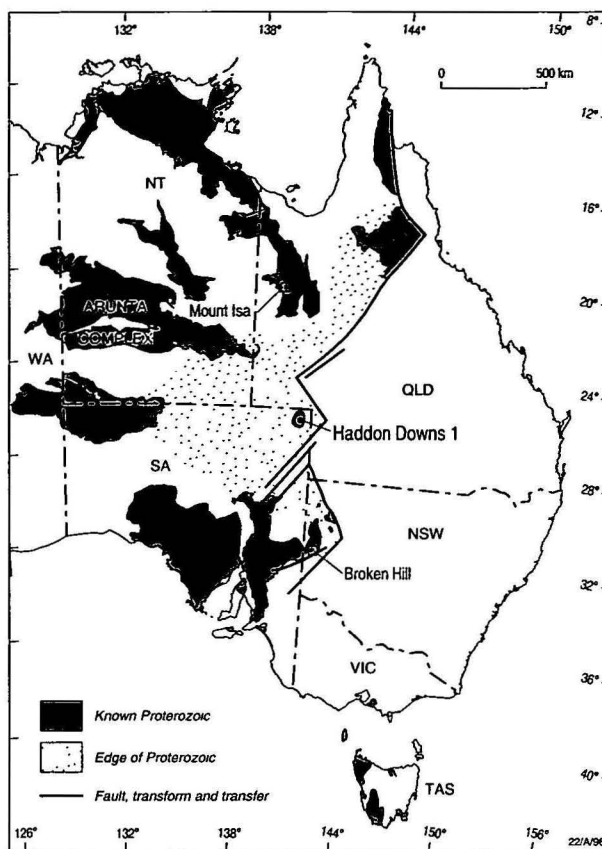 132°
138°
144°
150°
8°
0
500 km
12°
NT
16°
Mount Isa
ARUNTA
COMPLEX
20°
WA
QLD
24°
Haddon Downs 1
SA
28°
NSW
Broken Hill
32°
VIC
36°
Known Proterozoic
Edge of Proterozoic
Fault, transform and transfer
40°
TAS
126°
132°
138°
144°
150°
156°
22/A/96